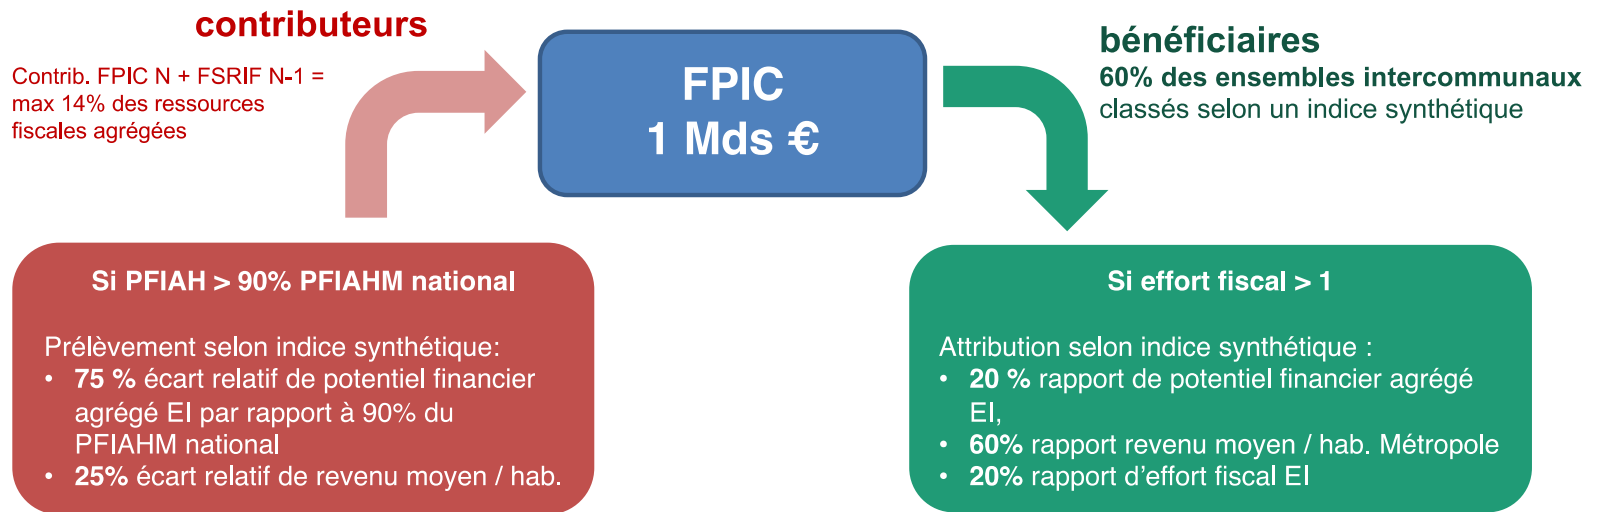 contributeurs
Contrib. FPIC N + FSRIF N-1 =
max 14% des ressources
fiscales agrégées
FPIC
1 Mds €
bénéficiaires
60% des ensembles intercommunaux
classés selon un indice synthétique
Si PFIAH > 90% PFIAHM national
Prélèvement selon indice synthétique:
• 75 % écart relatif de potentiel financier
agrégé EI par rapport à 90% du
PFIAHM national
• 25% écart relatif de revenu moyen / hab.
Si effort fiscal > 1
Attribution selon indice synthétique :
• 20 % rapport de potentiel financier agrégé
EI,
• 60% rapport revenu moyen / hab. Métropole
• 20% rapport d’effort fiscal EI